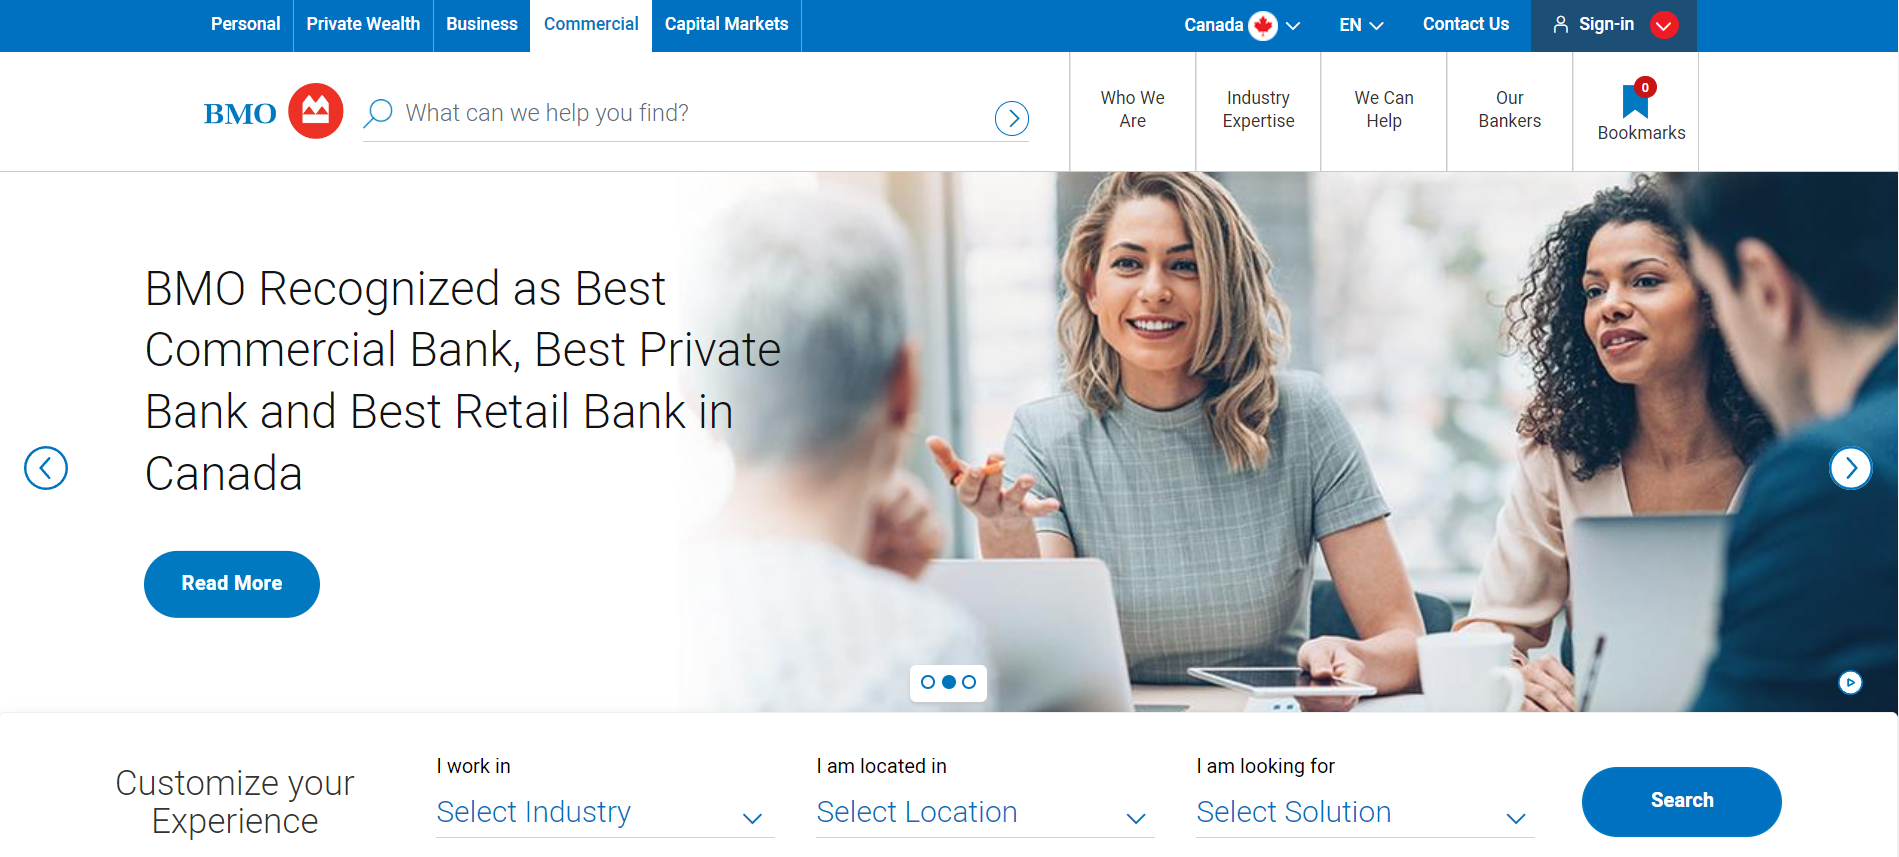 Personal Private Wealth Business Commercial Capital Markets Canada EN Contact Us Sign-in
BMO What can we help you find?
Who We
Are
Industry
Expertise
We Can
Help
Our
Bankers
0
Bookmarks
BMO Recognized as Best
Commercial Bank, Best Private
Bank and Best Retail Bank in
Canada
Read More
Customize your
Experience
I work in
Select Industry
I am located in
Select Location
I am looking for
Select Solution
Search